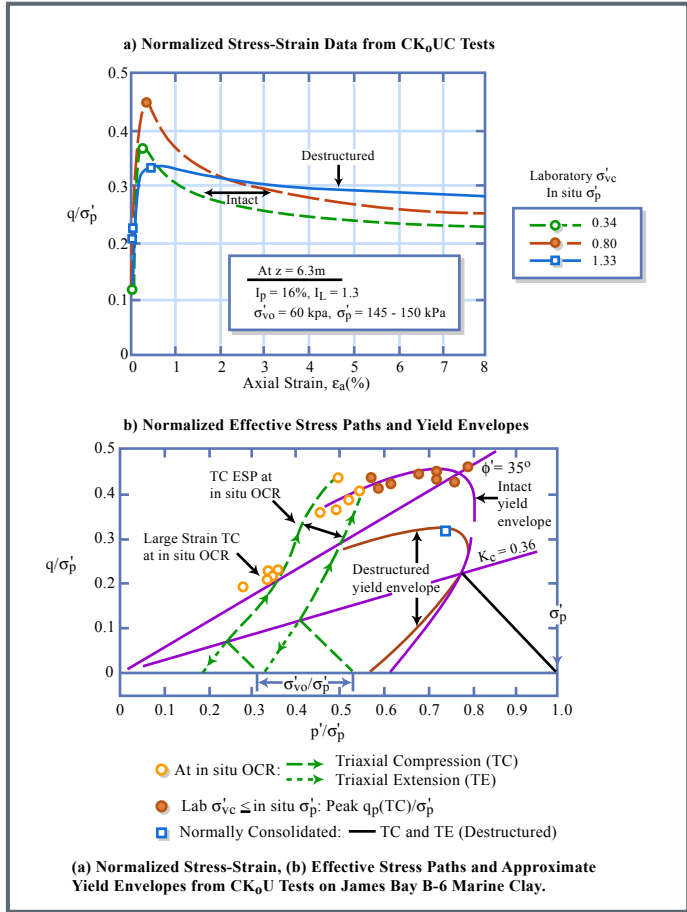 a) Normalized Stress-Strain Data from CKoUC Tests
0.5
0.4
0.3
0.2
0.1
0
q/σ'p
Destructured
Intact
At z = 6.3m
Ip = 16%, IL = 1.3
σ'vo = 60 kpa, σ'p = 145 - 150 kPa
0 1 2 3 4 5 6 7 8
Axial Strain, εa(%)
Laboratory σ'vc
In situ σ'p
0.34
0.80
1.33
b) Normalized Effective Stress Paths and Yield Envelopes
0.5
0.4
0.3
0.2
0.1
0
q/σ'p
TC ESP at
in situ OCR
Large Strain TC
at in situ OCR
ϕ'= 35o
Intact
yield
envelope
Kc = 0.36
Destructured
yield envelope
σ'p
σ'vo/σ'p
0 0.1 0.2 0.3 0.4 0.5 0.6 0.7 0.8 0.9 1.0
p'/σ'p
At in situ OCR: Triaxial Compression (TC)
Triaxial Extension (TE)
Lab σ'vc ≤ in situ σ'p: Peak qp(TC)/σ'p
Normally Consolidated: TC and TE (Destructured)
(a) Normalized Stress-Strain, (b) Effective Stress Paths and Approximate
Yield Envelopes from CKoU Tests on James Bay B-6 Marine Clay.